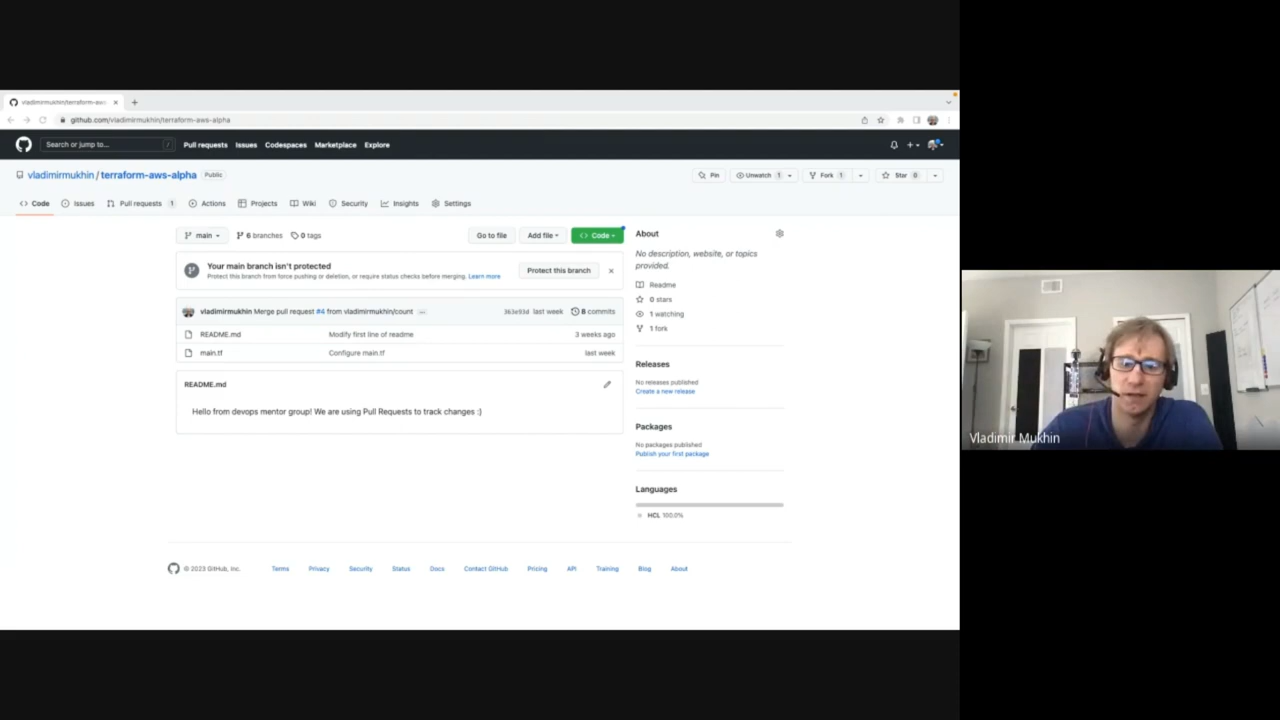 vladimirmukhin/terraform-aws
github.com/vladimirmukhin/terraform-aws-alpha
Search or jump to... / Pull requests Issues Codespaces Marketplace Explore
vladimirmukhin / terraform-aws-alpha Public
Pin Unwatch 1 Fork 1 Star 0
Code Issues Pull requests 1 Actions Projects Wiki Security Insights Settings
main 6 branches 0 tags Go to file Add file Code
Your main branch isn't protected
Protect this branch from force pushing or deletion, or require status checks before merging. Learn more
Protect this branch
vladimirmukhin Merge pull request #4 from vladimirmukhin/count ... 363e93d last week 8 commits
README.md Modify first line of readme 3 weeks ago
main.tf Configure main.tf last week
README.md
Hello from devops mentor group! We are using Pull Requests to track changes :)
About
No description, website, or topics
provided.
Readme
0 stars
1 watching
1 fork
Releases
No releases published
Create a new release
Packages
No packages published
Publish your first package
Languages
HCL 100.0%
© 2023 GitHub, Inc. Terms Privacy Security Status Docs Contact GitHub Pricing API Training Blog About
Vladimir Mukhin